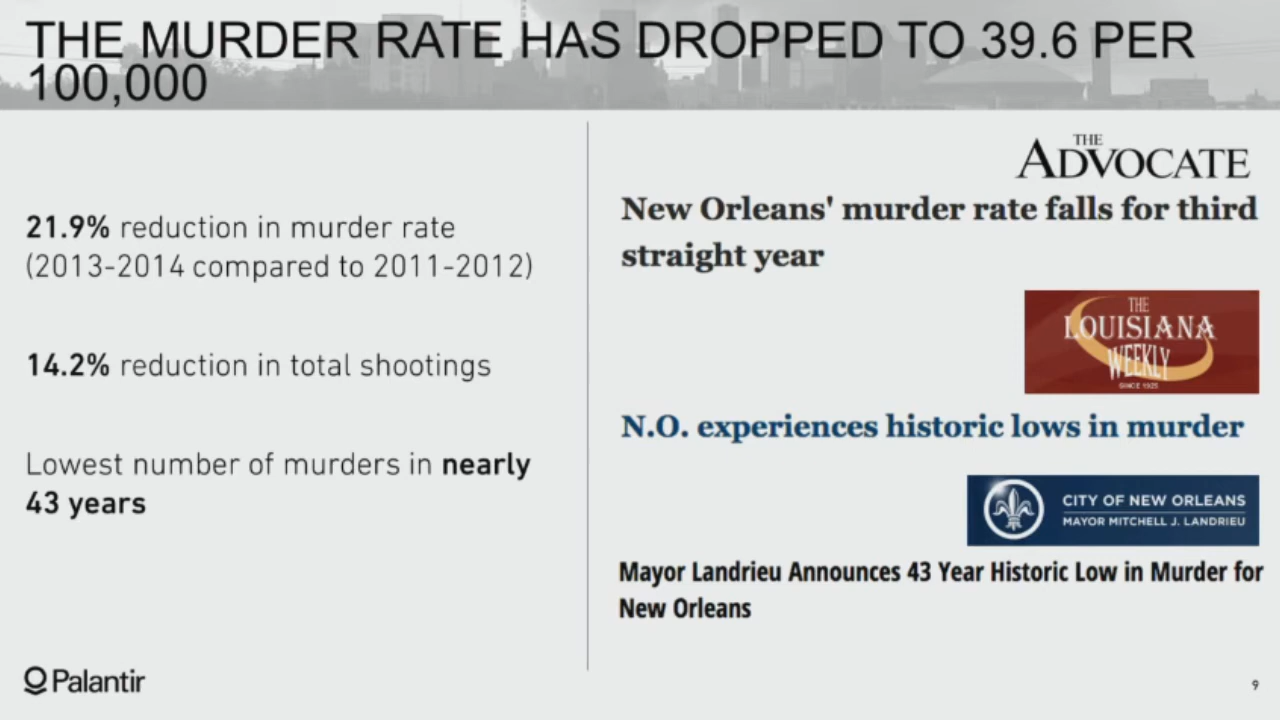 THE MURDER RATE HAS DROPPED TO 39.6 PER
100,000
21.9% reduction in murder rate
(2013-2014 compared to 2011-2012)
14.2% reduction in total shootings
Lowest number of murders in nearly
43 years
THE
ADVOCATE
New Orleans' murder rate falls for third
straight year
THE
LOUISIANA
WEEKLY
SINCE 1925
N.O. experiences historic lows in murder
CITY OF NEW ORLEANS
MAYOR MITCHELL J. LANDRIEU
Mayor Landrieu Announces 43 Year Historic Low in Murder for
New Orleans
Palantir
9